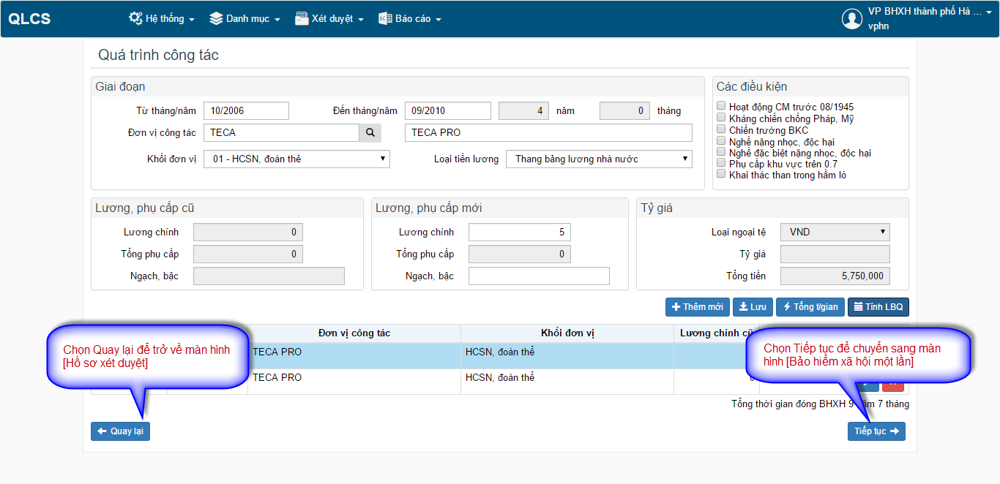 QLCS
Hệ thống
Danh mục
Xét duyệt
Báo cáo
VP BHXH thành phố Hà ...
vphn
Quá trình công tác
Giai đoạn
Từ tháng/năm 10/2006 Đến tháng/năm 09/2010 4 năm 0 tháng
Đơn vị công tác TECA TECA PRO
Khối đơn vị 01 - HCSN, đoàn thể Loại tiền lương Thang bảng lương nhà nước
Các điều kiện
Hoạt động CM trước 08/1945
Kháng chiến chống Pháp, Mỹ
Chiến trường BKC
Nghề nặng nhọc, độc hại
Nghề đặc biệt nặng nhọc, độc hại
Phụ cấp khu vực trên 0.7
Khai thác than trong hầm lò
Lương, phụ cấp cũ
Lương chính 0
Tổng phụ cấp 0
Ngạch, bậc
Lương, phụ cấp mới
Lương chính 5
Tổng phụ cấp 0
Ngạch, bậc
Tỷ giá
Loại ngoại tệ VND
Tỷ giá
Tổng tiền 5,750,000
Thêm mới Lưu Tổng t/gian Tính LBQ
Đơn vị công tác Khối đơn vị Lương chính
TECA PRO HCSN, đoàn thể
TECA PRO HCSN, đoàn thể
Chọn Quay lại để trở về màn hình
[Hồ sơ xét duyệt]
Chọn Tiếp tục để chuyển sang màn
hình [Bảo hiểm xã hội một lần]
Tổng thời gian đóng BHXH 9 năm 7 tháng
Quay lại
Tiếp tục